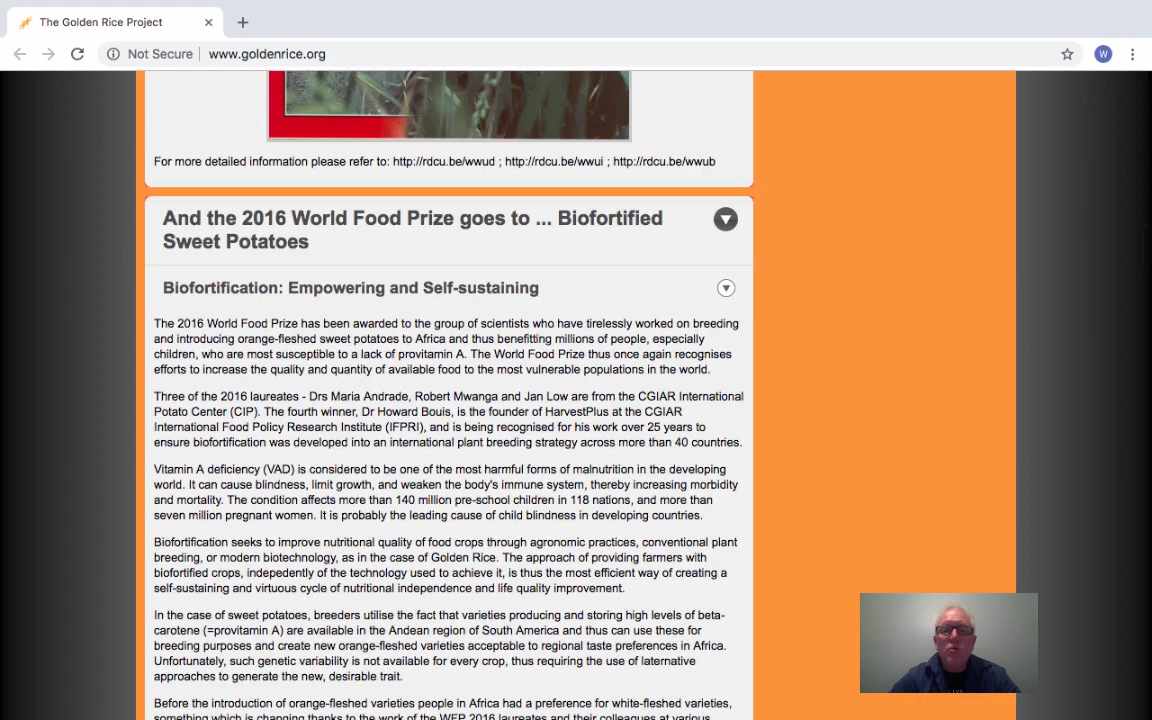 The Golden Rice Project
Not Secure www.goldenrice.org
W
For more detailed information please refer to: http://rdcu.be/wwud ; http://rdcu.be/wwui ; http://rdcu.be/wwub
And the 2016 World Food Prize goes to ... Biofortified
Sweet Potatoes
Biofortification: Empowering and Self-sustaining
The 2016 World Food Prize has been awarded to the group of scientists who have tirelessly worked on breeding
and introducing orange-fleshed sweet potatoes to Africa and thus benefitting millions of people, especially
children, who are most susceptible to a lack of provitamin A. The World Food Prize thus once again recognises
efforts to increase the quality and quantity of available food to the most vulnerable populations in the world.
Three of the 2016 laureates - Drs Maria Andrade, Robert Mwanga and Jan Low are from the CGIAR International
Potato Center (CIP). The fourth winner, Dr Howard Bouis, is the founder of HarvestPlus at the CGIAR
International Food Policy Research Institute (IFPRI), and is being recognised for his work over 25 years to
ensure biofortification was developed into an international plant breeding strategy across more than 40 countries.
Vitamin A deficiency (VAD) is considered to be one of the most harmful forms of malnutrition in the developing
world. It can cause blindness, limit growth, and weaken the body's immune system, thereby increasing morbidity
and mortality. The condition affects more than 140 million pre-school children in 118 nations, and more than
seven million pregnant women. It is probably the leading cause of child blindness in developing countries.
Biofortification seeks to improve nutritional quality of food crops through agronomic practices, conventional plant
breeding, or modern biotechnology, as in the case of Golden Rice. The approach of providing farmers with
biofortified crops, indepedently of the technology used to achieve it, is thus the most efficient way of creating a
self-sustaining and virtuous cycle of nutritional independence and life quality improvement.
In the case of sweet potatoes, breeders utilise the fact that varieties producing and storing high levels of beta-
carotene (=provitamin A) are available in the Andean region of South America and thus can use these for
breeding purposes and create new orange-fleshed varieties acceptable to regional taste preferences in Africa.
Unfortunately, such genetic variability is not available for every crop, thus requiring the use of laternative
approaches to generate the new, desirable trait.
Before the introduction of orange-fleshed varieties people in Africa had a preference for white-fleshed varieties,
something which is changing thanks to the work of the WFP 2016 laureates and their colleagues at various